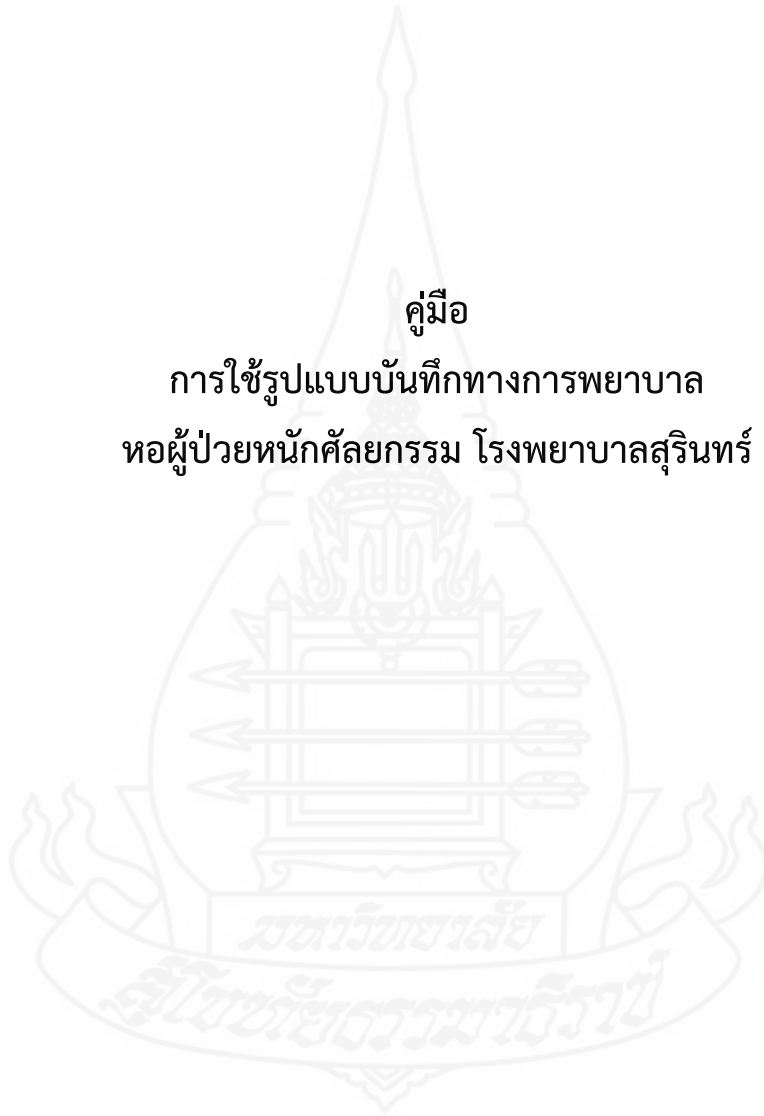 คู่มือ
การใช้รูปแบบบันทึกทางการพยาบาล
หอผู้ป่วยหนักศัลยกรรม โรงพยาบาลสุรินทร์
มหาวิทยาลัย
สุโขทัยธรรมาธิราช